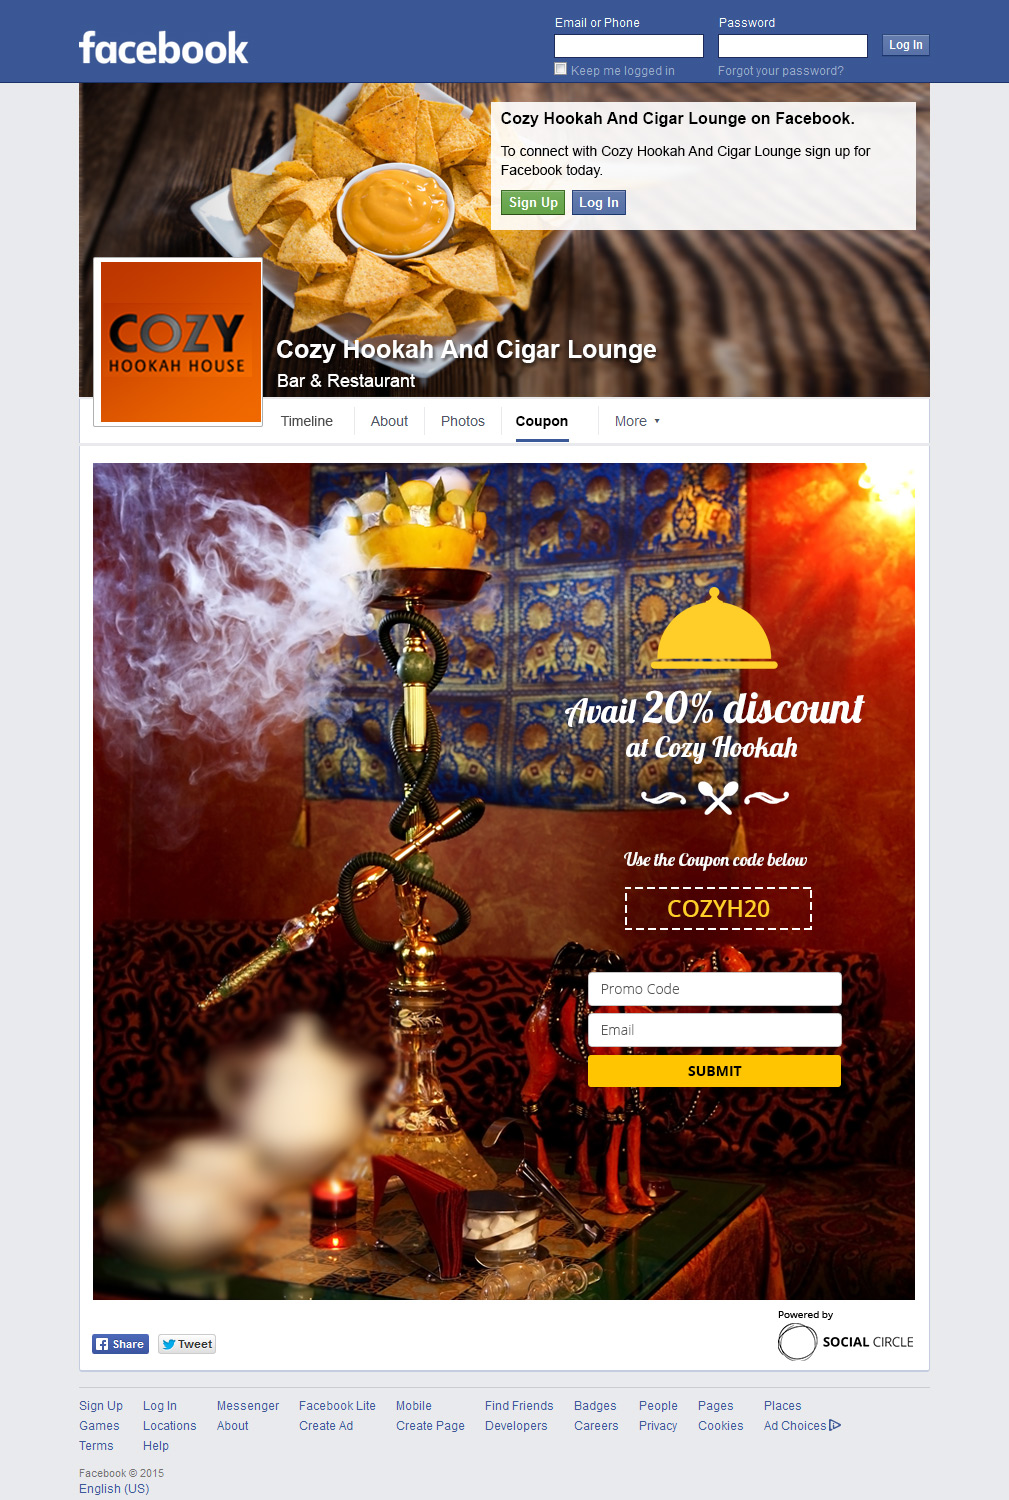 facebook
Email or Phone
Password
Log In
Keep me logged in
Forgot your password?
Cozy Hookah And Cigar Lounge on Facebook.
To connect with Cozy Hookah And Cigar Lounge sign up for
Facebook today.
Sign Up
Log In
COZY
HOOKAH HOUSE
Cozy Hookah And Cigar Lounge
Bar & Restaurant
Timeline
About
Photos
Coupon
More
Avail 20% discount
at Cozy Hookah
Use the Coupon code below
COZYH20
Promo Code
Email
SUBMIT
Share
Tweet
Powered by
SOCIAL CIRCLE
Sign Up Log In Messenger Facebook Lite Mobile Find Friends Badges People Pages Places
Games Locations About Create Ad Create Page Developers Careers Privacy Cookies Ad Choices
Terms Help
Facebook © 2015
English (US)